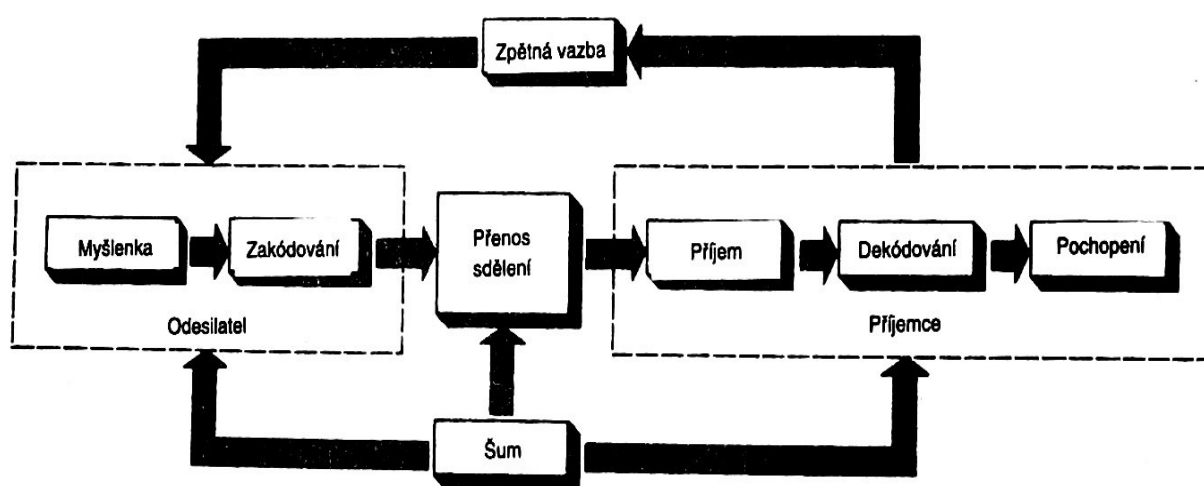 Zpětná vazba
Myšlenka
Zakódování
Přenos
sdělení
Příjem
Dekódování
Pochopení
Odesilatel
Příjemce
Šum